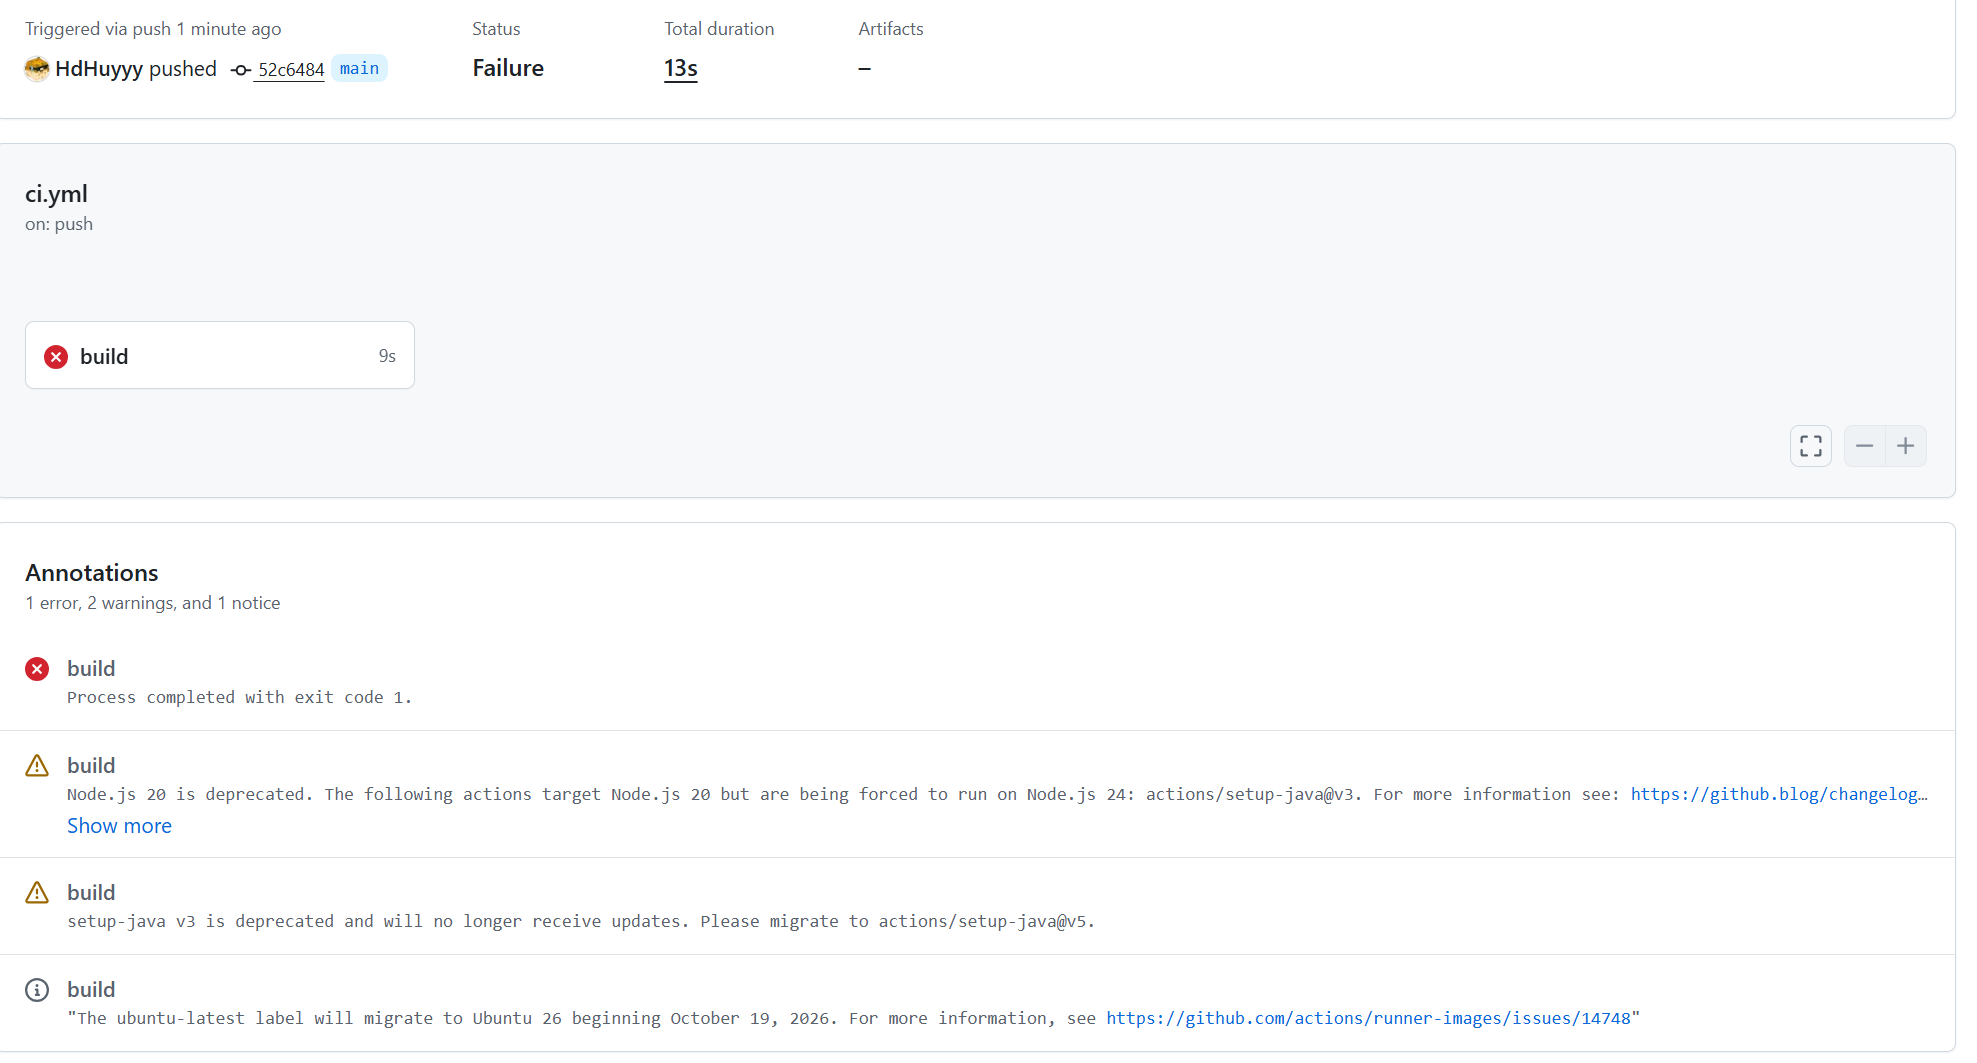 Triggered via push 1 minute ago
HdHuyyy pushed 52c6484 main
Status
Failure
Total duration
13s
Artifacts
–
ci.yml
on: push
build 9s
Annotations
1 error, 2 warnings, and 1 notice
build
Process completed with exit code 1.
build
Node.js 20 is deprecated. The following actions target Node.js 20 but are being forced to run on Node.js 24: actions/setup-java@v3. For more information see: https://github.blog/changelog…
Show more
build
setup-java v3 is deprecated and will no longer receive updates. Please migrate to actions/setup-java@v5.
build
"The ubuntu-latest label will migrate to Ubuntu 26 beginning October 19, 2026. For more information, see https://github.com/actions/runner-images/issues/14748"